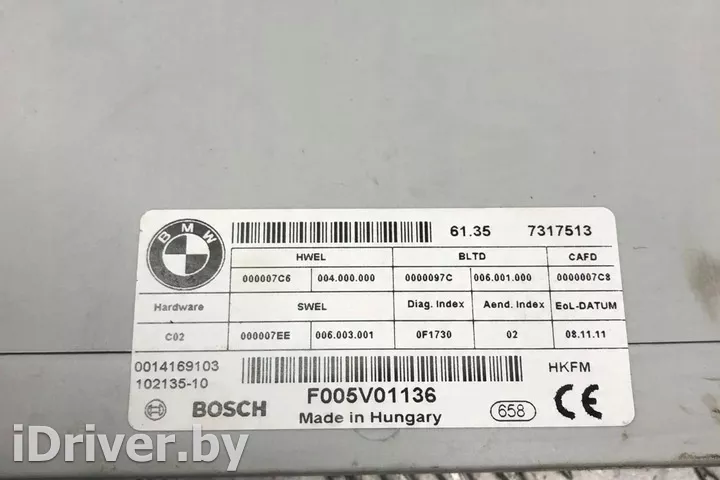 BMW
61.35 7317513
HWEL BLTD CAFD
000007C6 004.000.000 0000097C 006.001.000 000007C8
Hardware SWEL Diag. Index Aend. Index EoL-DATUM
C02 000007EE 006.003.001 0F1730 02 08.11.11
0014169103
102135-10
HKFM
BOSCH
F005V01136
Made in Hungary
658
CE
iDriver.by